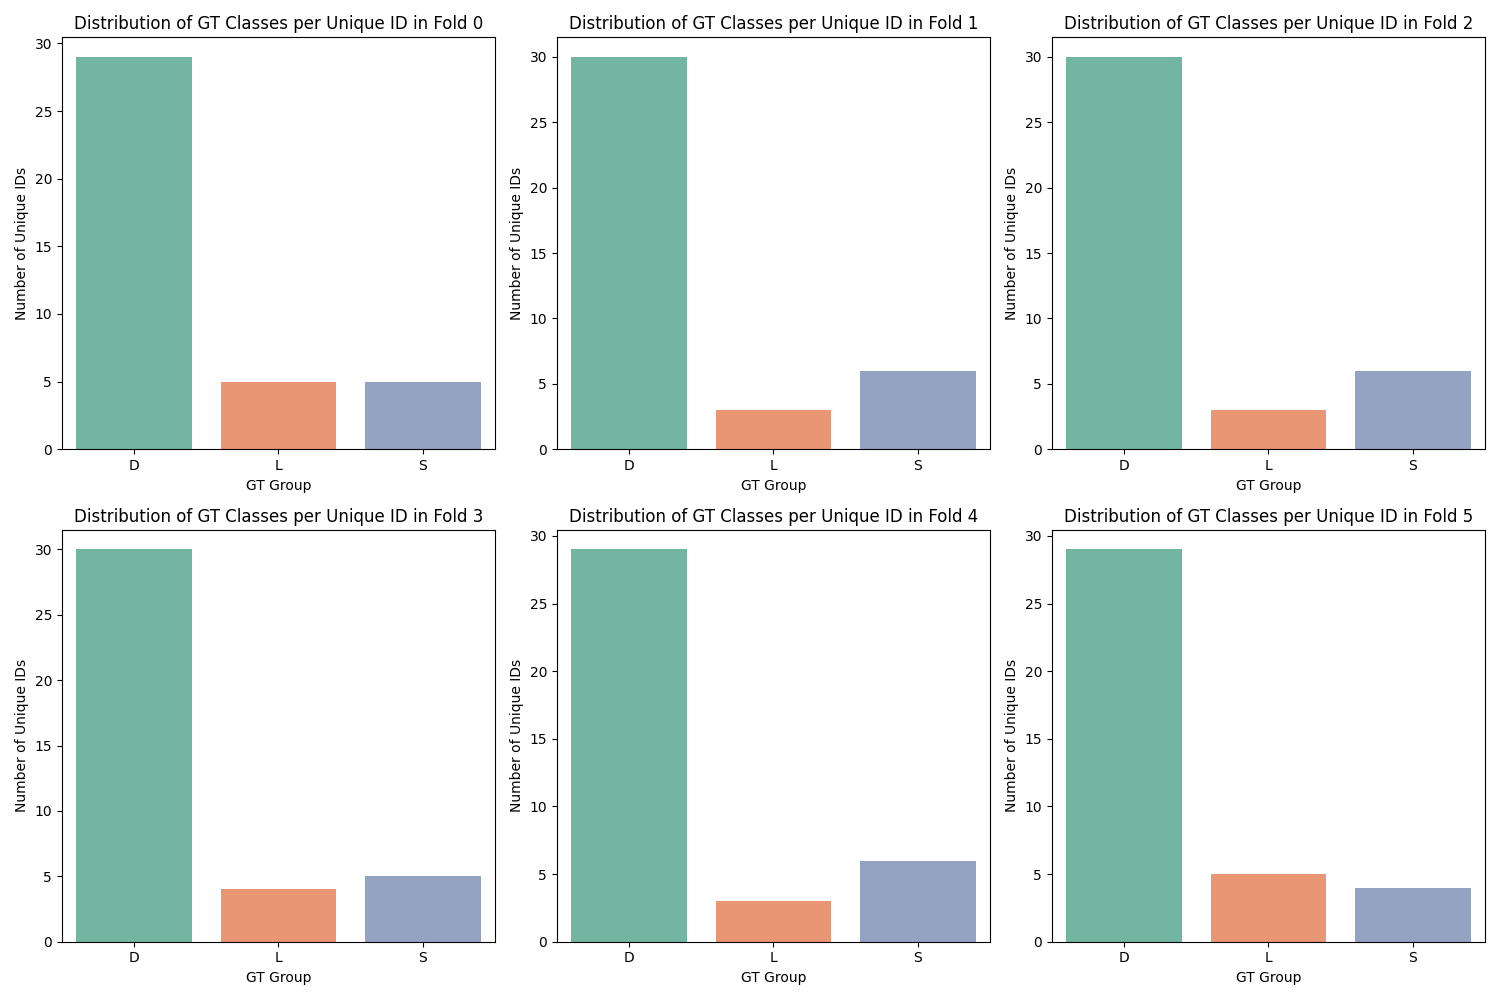 Distribution of GT Classes per Unique ID in Fold 0
Number of Unique IDs
30
25
20
15
10
5
0
D L S
GT Group
Distribution of GT Classes per Unique ID in Fold 1
Number of Unique IDs
30
25
20
15
10
5
0
D L S
GT Group
Distribution of GT Classes per Unique ID in Fold 2
Number of Unique IDs
30
25
20
15
10
5
0
D L S
GT Group
Distribution of GT Classes per Unique ID in Fold 3
Number of Unique IDs
30
25
20
15
10
5
0
D L S
GT Group
Distribution of GT Classes per Unique ID in Fold 4
Number of Unique IDs
30
25
20
15
10
5
0
D L S
GT Group
Distribution of GT Classes per Unique ID in Fold 5
Number of Unique IDs
30
25
20
15
10
5
0
D L S
GT Group